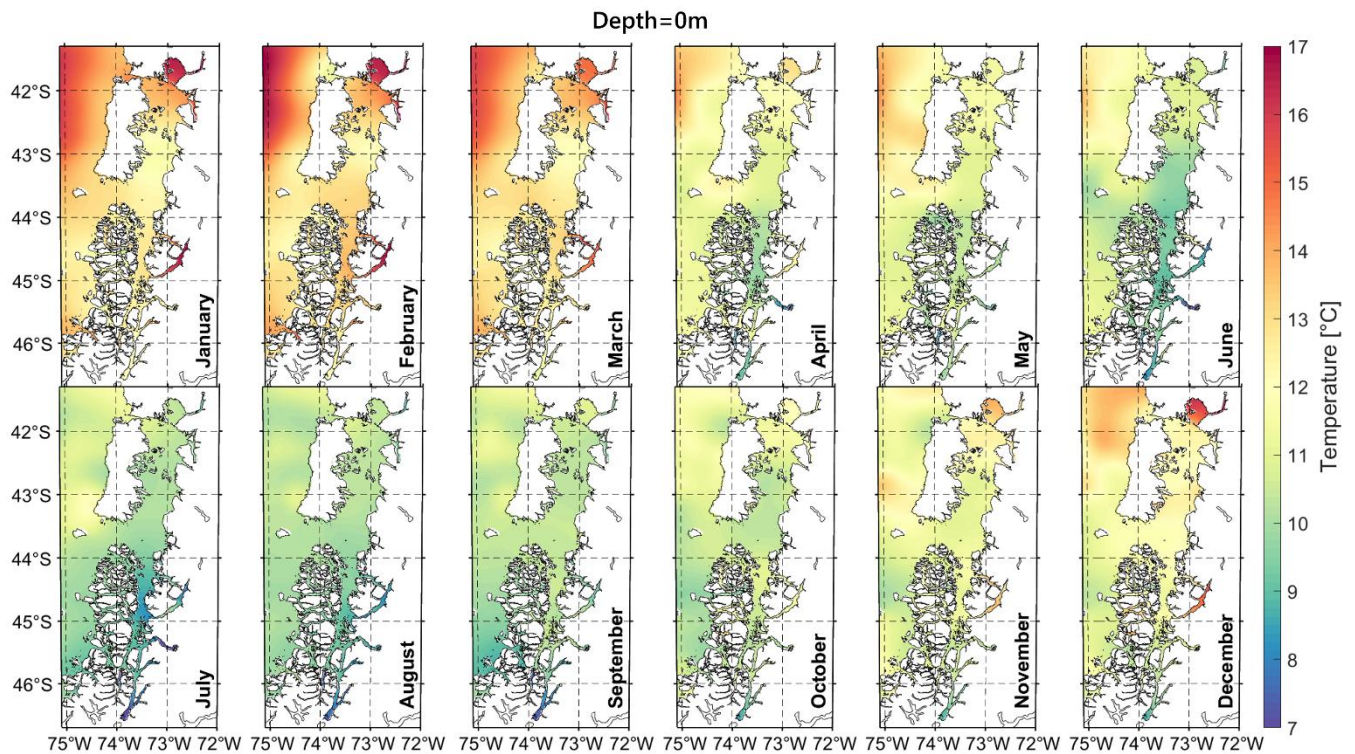 Depth=0m
42°S
43°S
44°S
45°S
46°S
January
February
March
April
May
June
42°S
43°S
44°S
45°S
46°S
July
August
September
October
November
December
75°W 74°W 73°W 72°W
75°W 74°W 73°W 72°W
75°W 74°W 73°W 72°W
75°W 74°W 73°W 72°W
75°W 74°W 73°W 72°W
75°W 74°W 73°W 72°W
17
16
15
14
13
12
11
10
9
8
7
Temperature [°C]